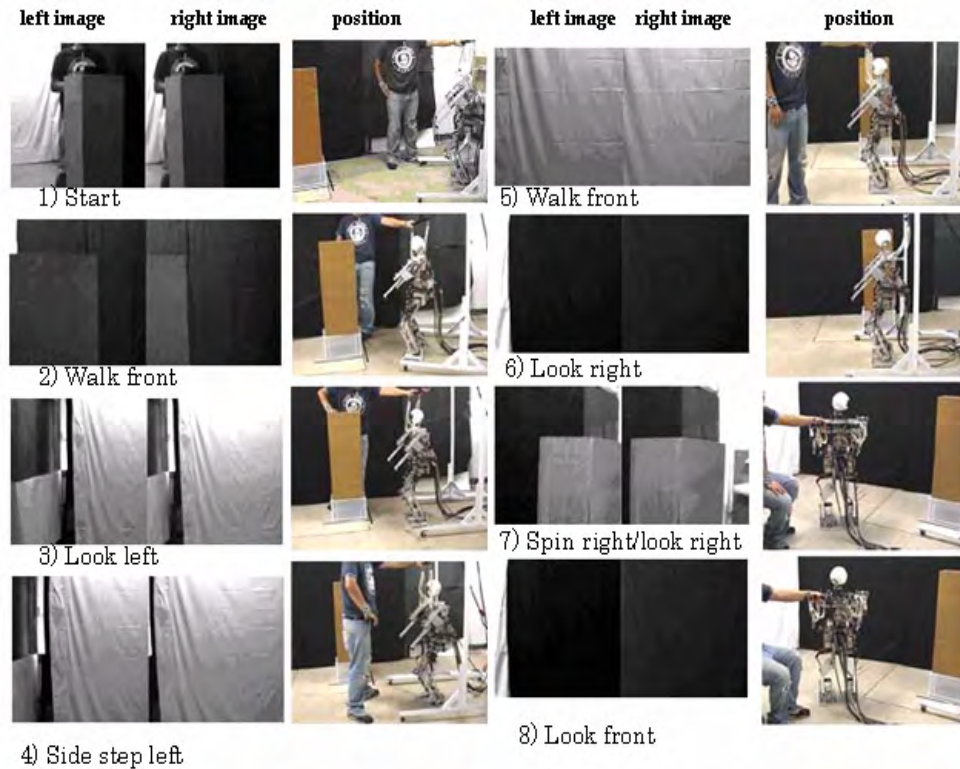 left image right image position left image right image position
1) Start
5) Walk front
2) Walk front
6) Look right
3) Look left
7) Spin right/look right
4) Side step left
8) Look front